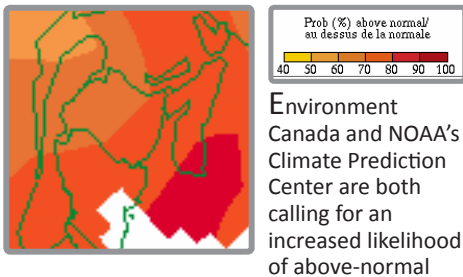 Prob (%) above normal/
au dessus de la normale
40 50 60 70 80 90 100
Environment
Canada and NOAA's
Climate Prediction
Center are both
calling for an
increased likelihood
of above-normal